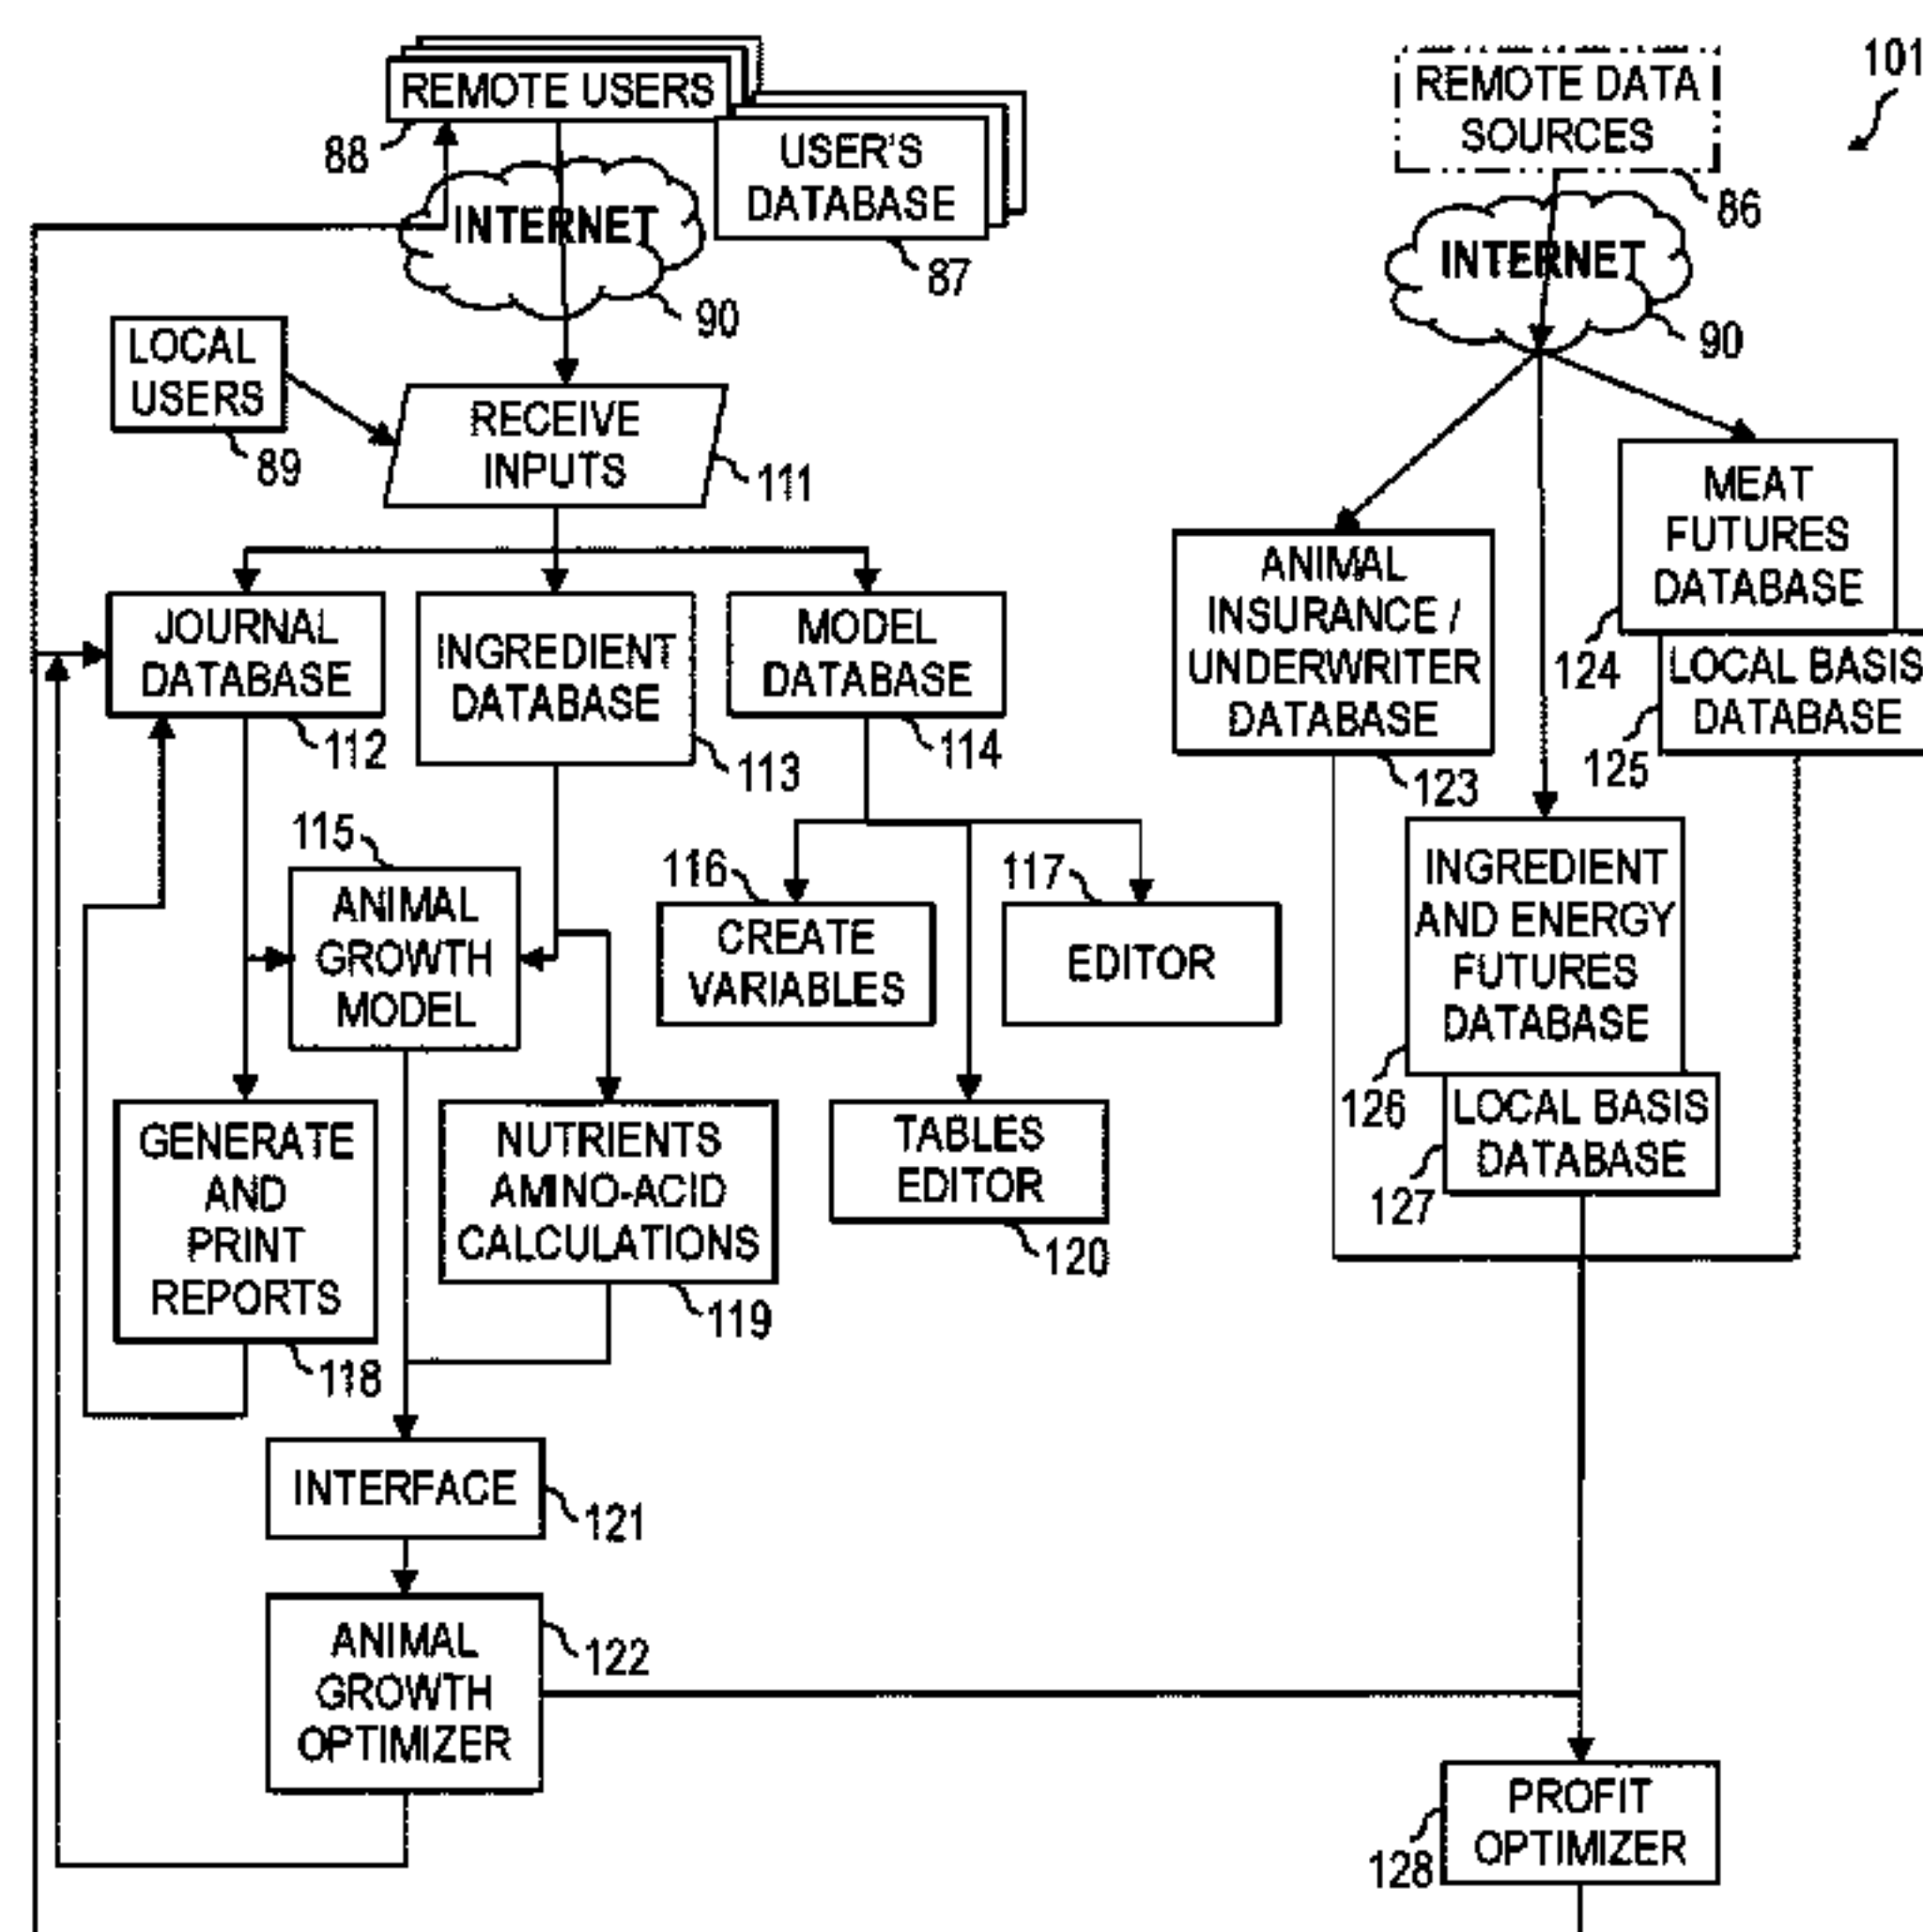 REMOTE USERS
88
USER'S
DATABASE
87
INTERNET
90
REMOTE DATA
SOURCES
86
101
INTERNET
90
LOCAL
USERS
89
RECEIVE
INPUTS
111
JOURNAL
DATABASE
112
INGREDIENT
DATABASE
113
MODEL
DATABASE
114
ANIMAL
INSURANCE /
UNDERWRITER
DATABASE
123
MEAT
FUTURES
DATABASE
124
LOCAL BASIS
DATABASE
125
115
ANIMAL
GROWTH
MODEL
116
CREATE
VARIABLES
117
EDITOR
INGREDIENT
AND ENERGY
FUTURES
DATABASE
126
LOCAL BASIS
DATABASE
127
GENERATE
AND
PRINT
REPORTS
118
NUTRIENTS
AMINO-ACID
CALCULATIONS
119
TABLES
EDITOR
120
INTERFACE
121
ANIMAL
GROWTH
OPTIMIZER
122
PROFIT
OPTIMIZER
128